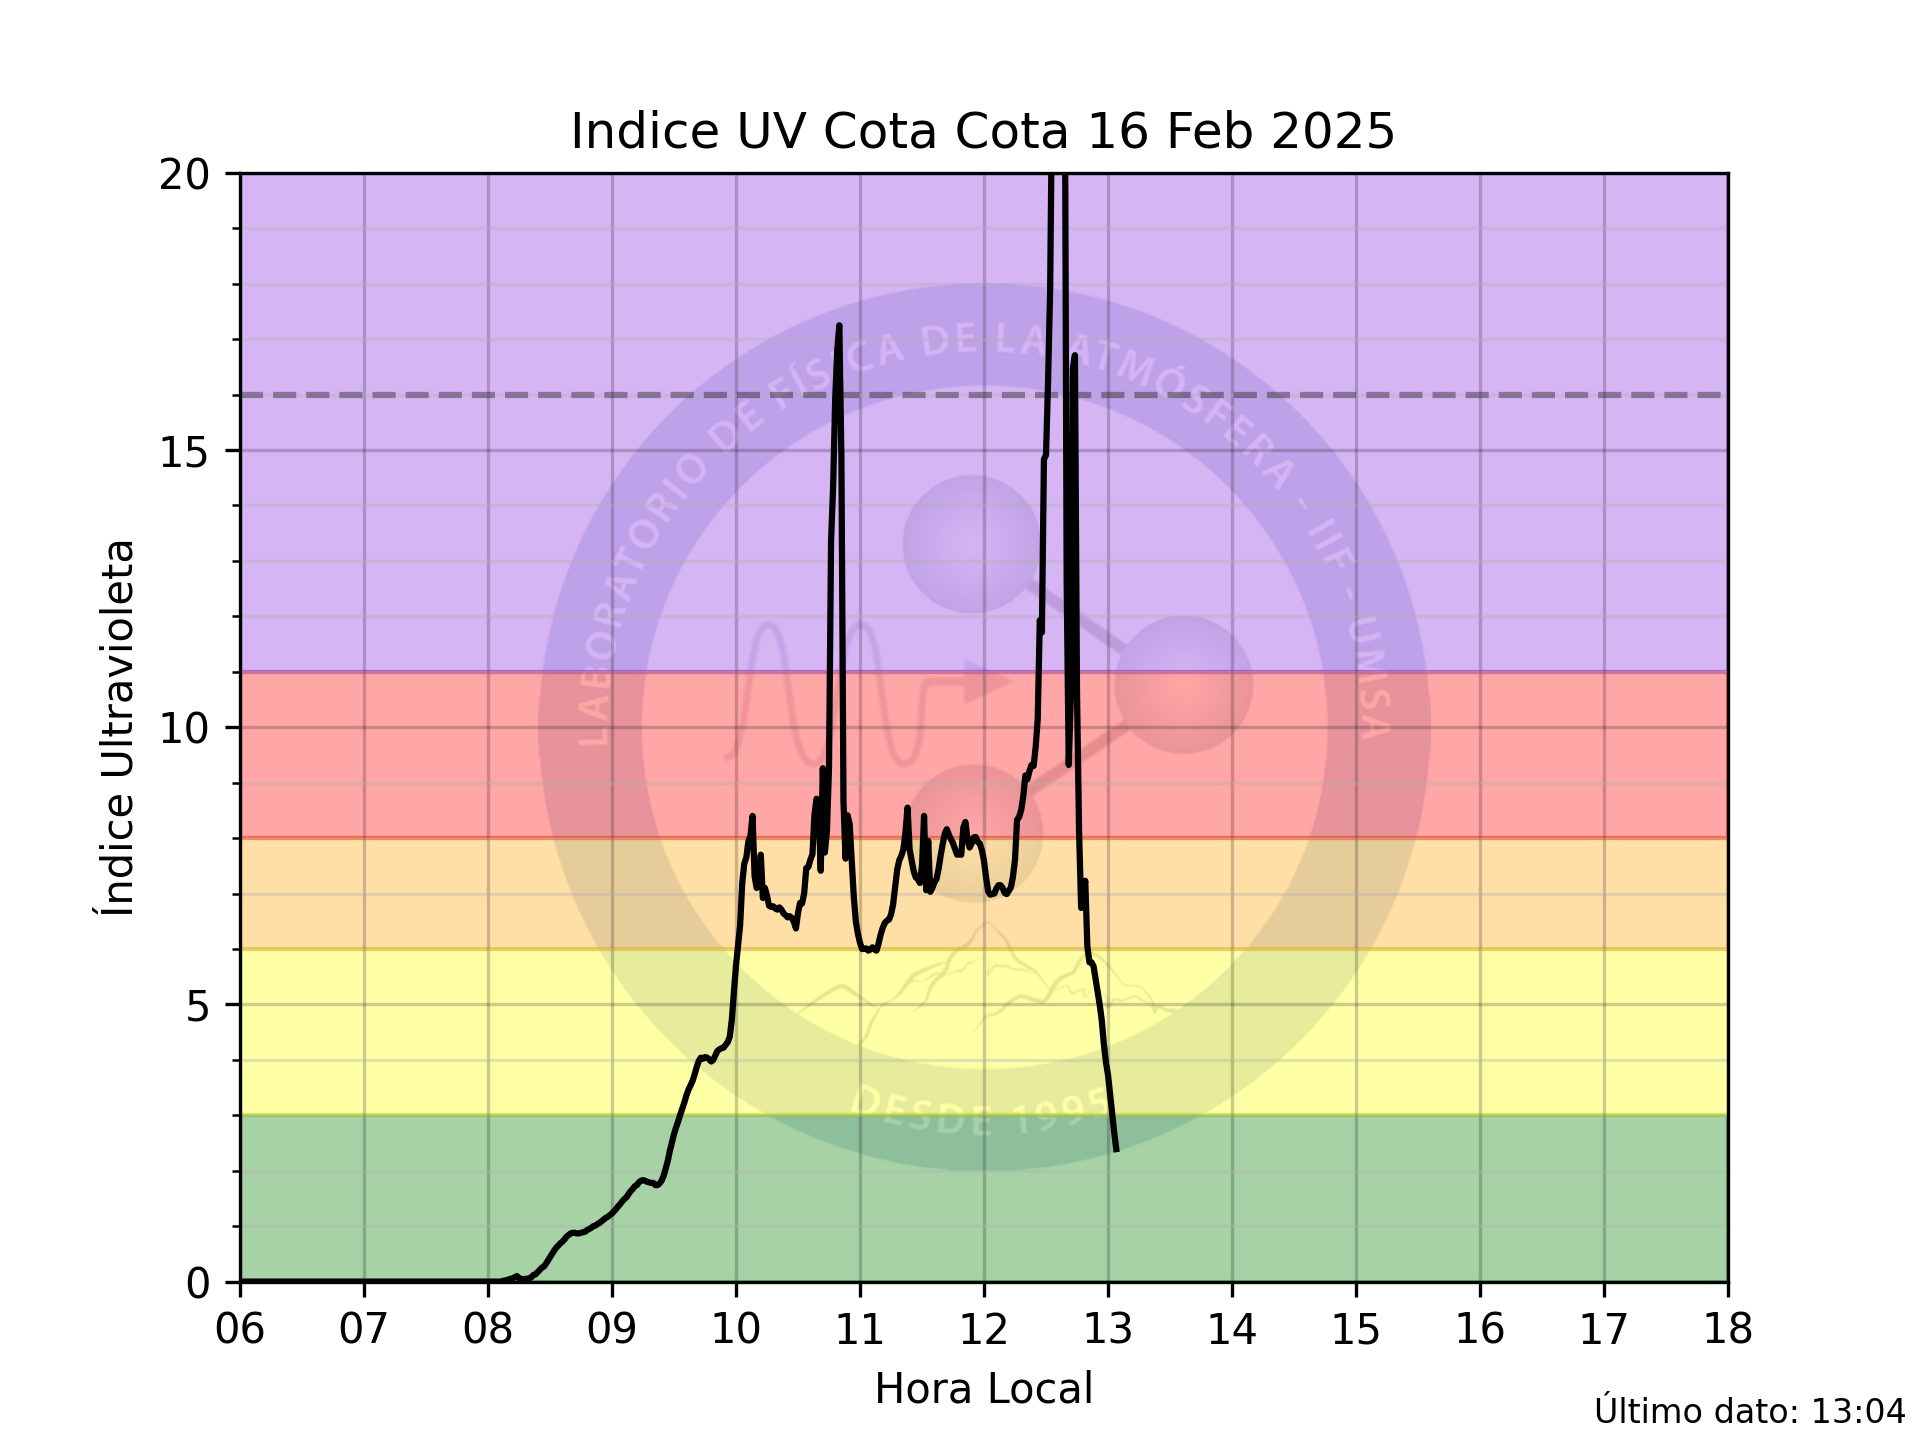 Indice UV Cota Cota 16 Feb 2025
20
15
10
5
0
Índice Ultravioleta
LABORATORIO DE FÍSICA DE LA ATMÓSFERA - IIF - UMSA
DESDE 1995
06 07 08 09 10 11 12 13 14 15 16 17 18
Hora Local
Último dato: 13:04